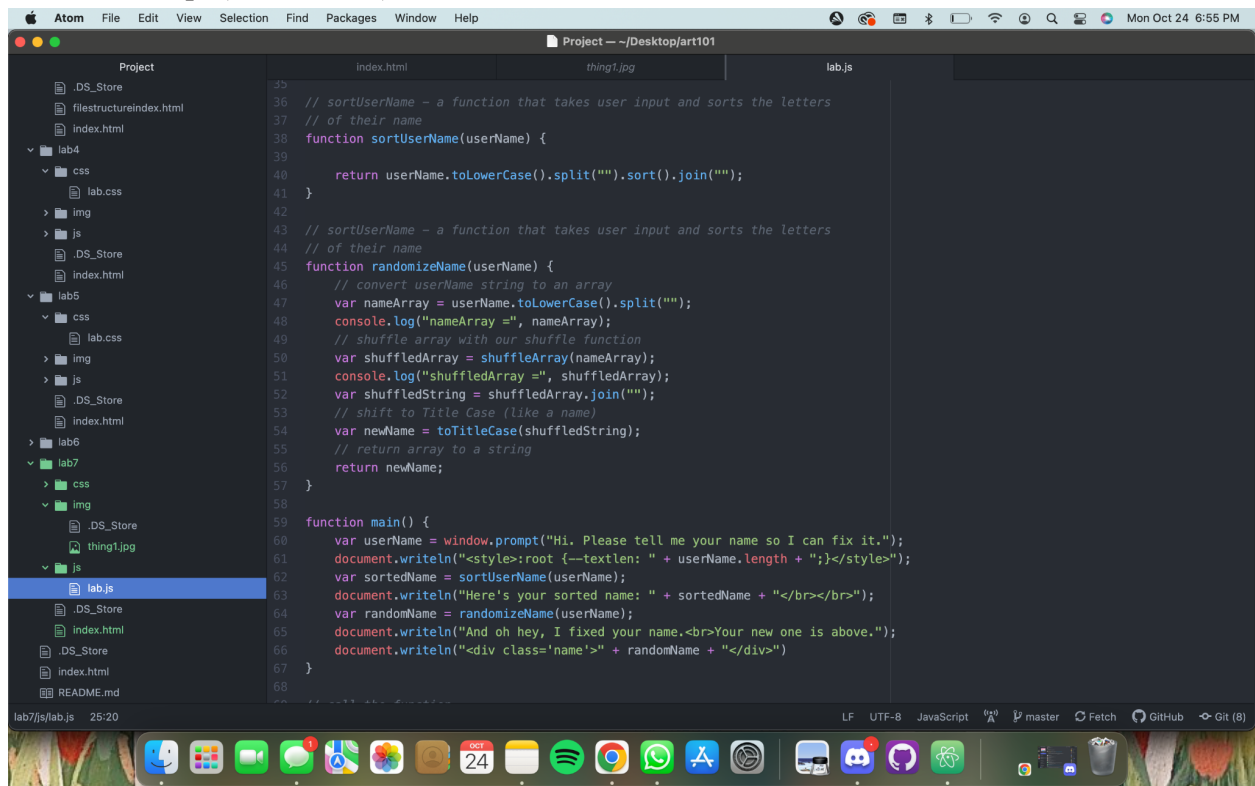 Atom File Edit View Selection Find Packages Window Help Mon Oct 24 6:55 PM
Project — ~/Desktop/art101
Project
.DS_Store
filestructureindex.html
index.html
lab4
css
lab.css
img
js
.DS_Store
index.html
lab5
css
lab.css
img
js
.DS_Store
index.html
lab6
lab7
css
img
.DS_Store
thing1.jpg
js
lab.js
.DS_Store
index.html
.DS_Store
index.html
README.md
index.html thing1.jpg lab.js
35
36 // sortUserName – a function that takes user input and sorts the letters
37 // of their name
38 function sortUserName(userName) {
39
40 return userName.toLowerCase().split("").sort().join("");
41 }
42
43 // sortUserName – a function that takes user input and sorts the letters
44 // of their name
45 function randomizeName(userName) {
46 // convert userName string to an array
47 var nameArray = userName.toLowerCase().split("");
48 console.log("nameArray =", nameArray);
49 // shuffle array with our shuffle function
50 var shuffledArray = shuffleArray(nameArray);
51 console.log("shuffledArray =", shuffledArray);
52 var shuffledString = shuffledArray.join("");
53 // shift to Title Case (like a name)
54 var newName = toTitleCase(shuffledString);
55 // return array to a string
56 return newName;
57 }
58
59 function main() {
60 var userName = window.prompt("Hi. Please tell me your name so I can fix it.");
61 document.writeln("<style>:root {--textlen: " + userName.length + ";}</style>");
62 var sortedName = sortUserName(userName);
63 document.writeln("Here's your sorted name: " + sortedName + "</br></br>");
64 var randomName = randomizeName(userName);
65 document.writeln("And oh hey, I fixed your name.<br>Your new one is above.");
66 document.writeln("<div class='name'>" + randomName + "</div>")
67 }
68
69 // call the function
lab7/js/lab.js 25:20 LF UTF-8 JavaScript master Fetch GitHub Git (8)
1
OCT
24